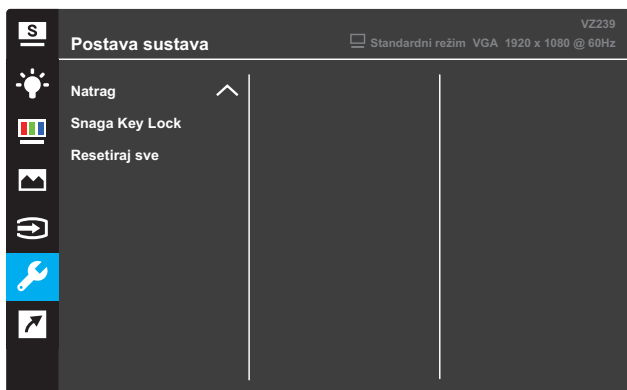 S
VZ239
Postava sustava
Standardni režim VGA 1920 x 1080 @ 60Hz
Natrag
Snaga Key Lock
Resetiraj sve